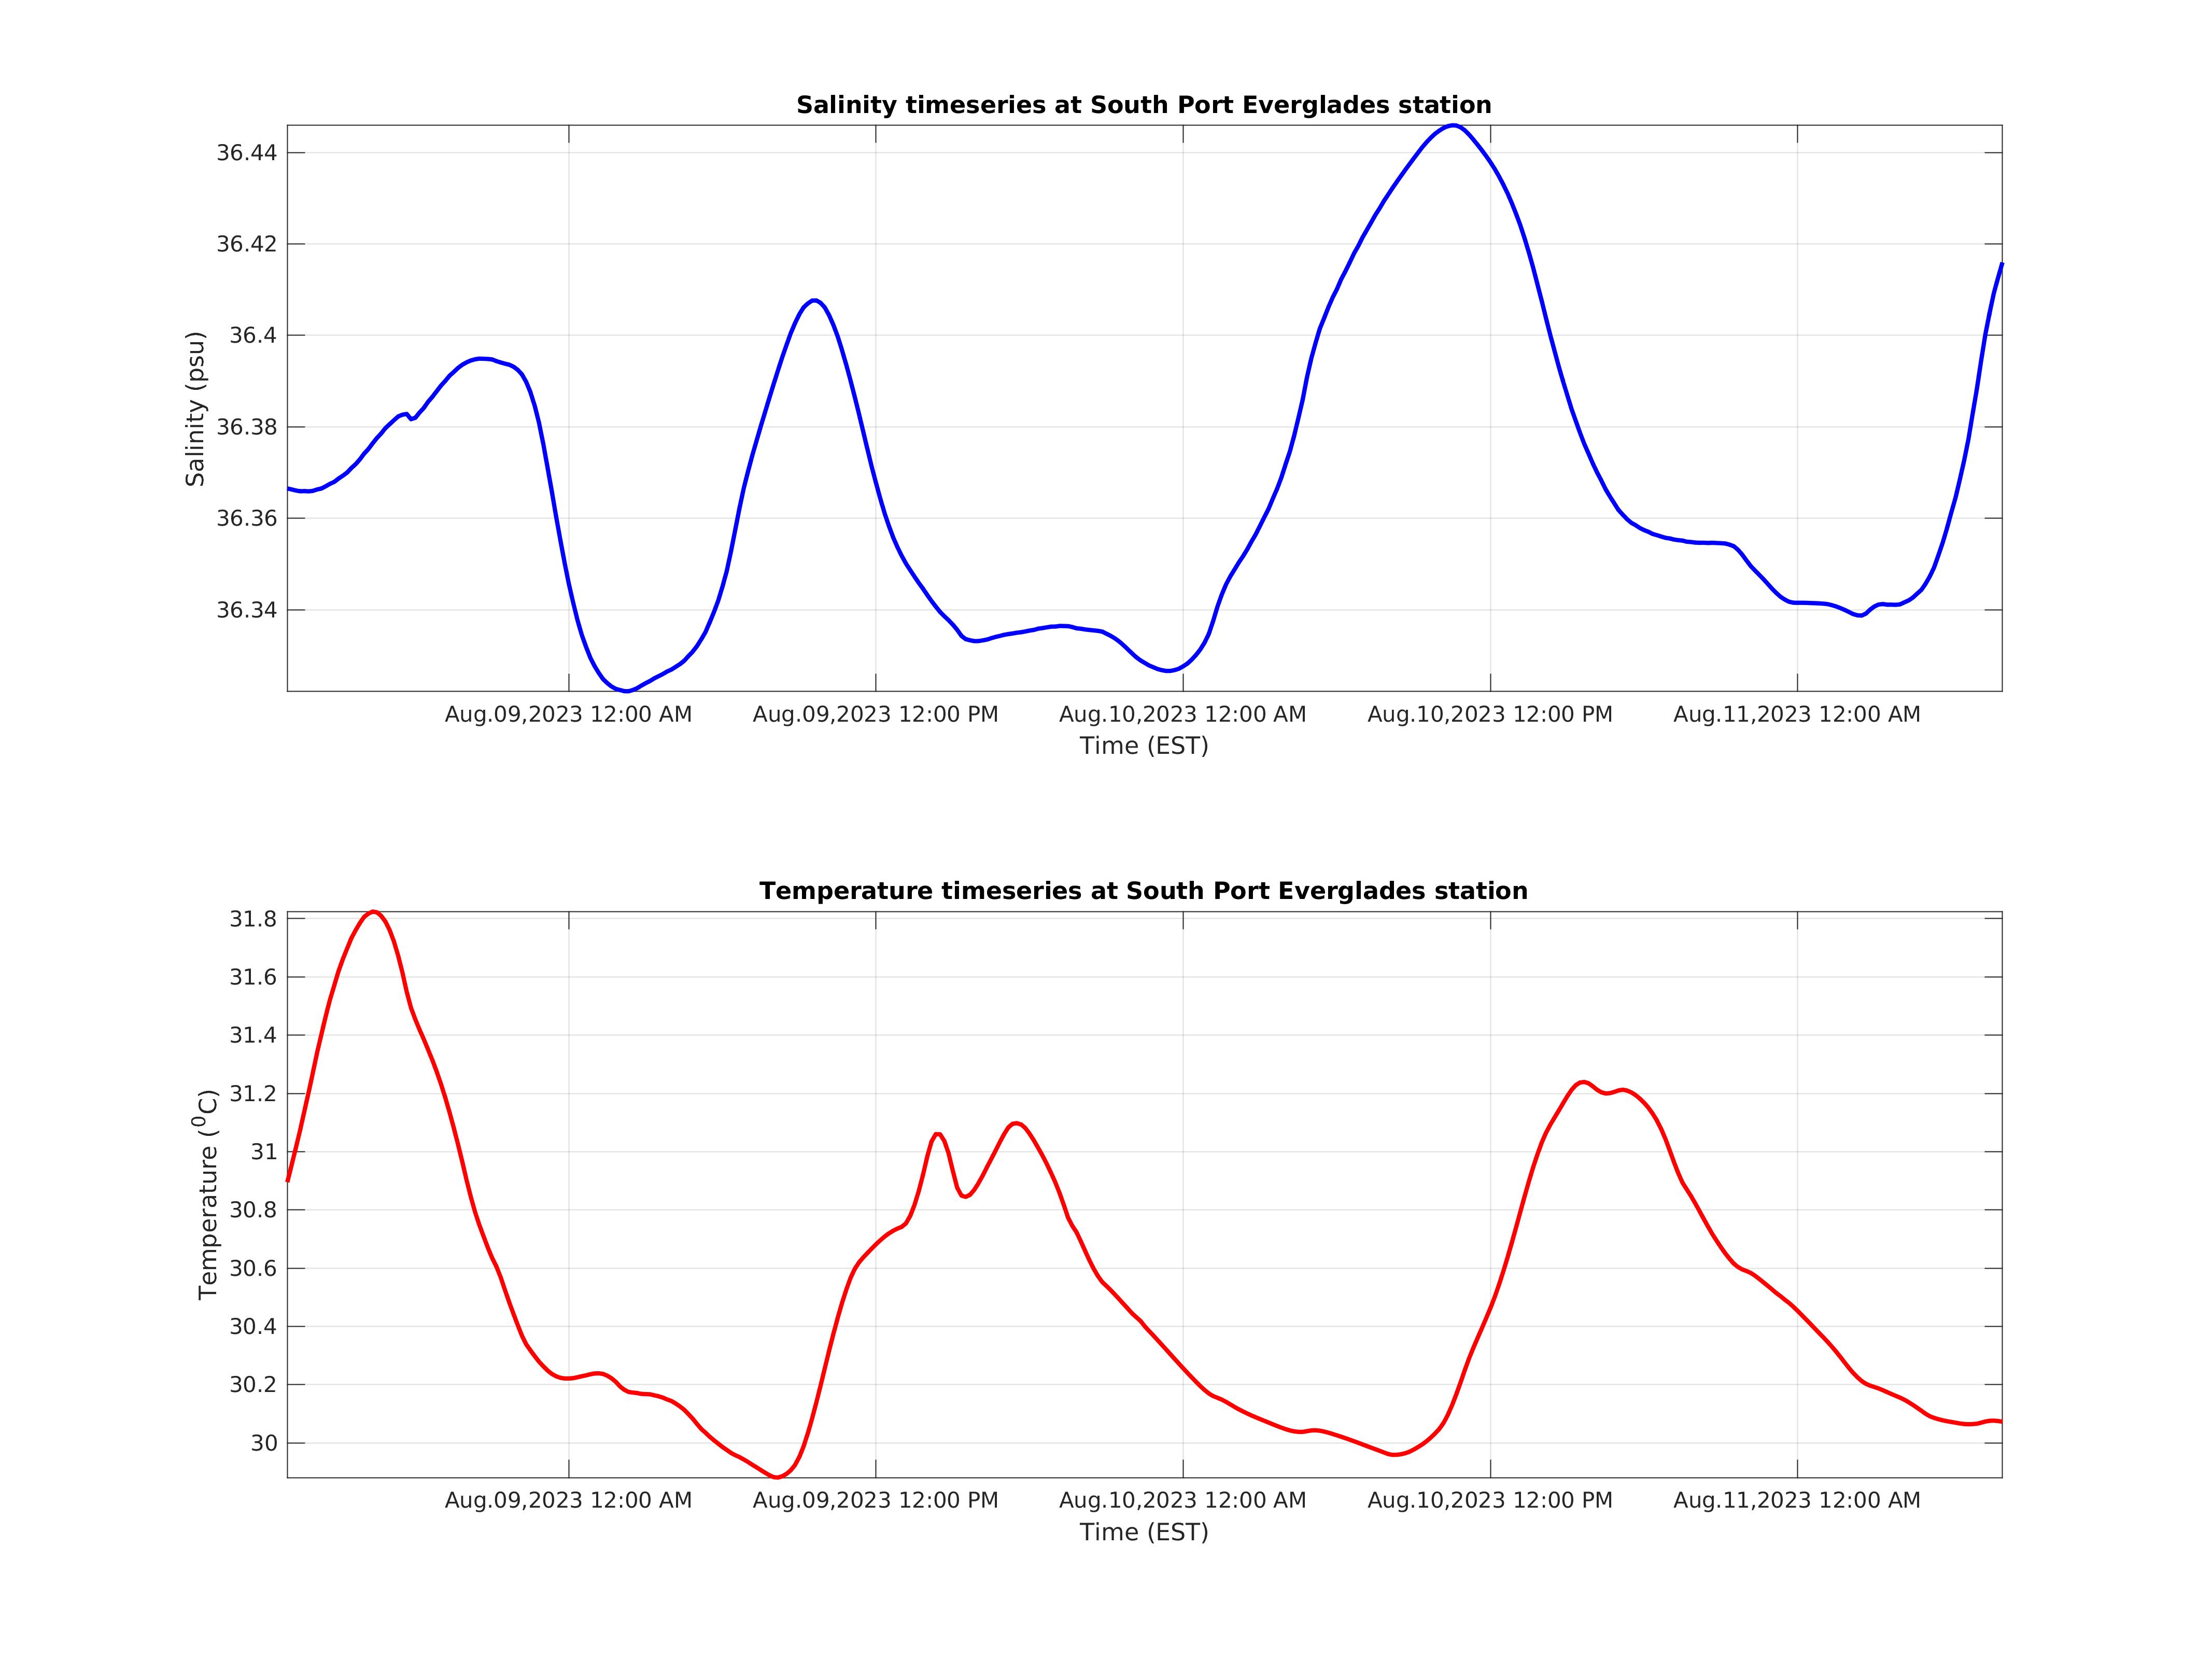 Salinity timeseries at South Port Everglades station
36.44
36.42
36.4
36.38
36.36
36.34
Salinity (psu)
Aug.09,2023 12:00 AM Aug.09,2023 12:00 PM Aug.10,2023 12:00 AM Aug.10,2023 12:00 PM Aug.11,2023 12:00 AM
Time (EST)
Temperature timeseries at South Port Everglades station
31.8
31.6
31.4
31.2
31
30.8
30.6
30.4
30.2
30
Temperature (⁰C)
Aug.09,2023 12:00 AM Aug.09,2023 12:00 PM Aug.10,2023 12:00 AM Aug.10,2023 12:00 PM Aug.11,2023 12:00 AM
Time (EST)